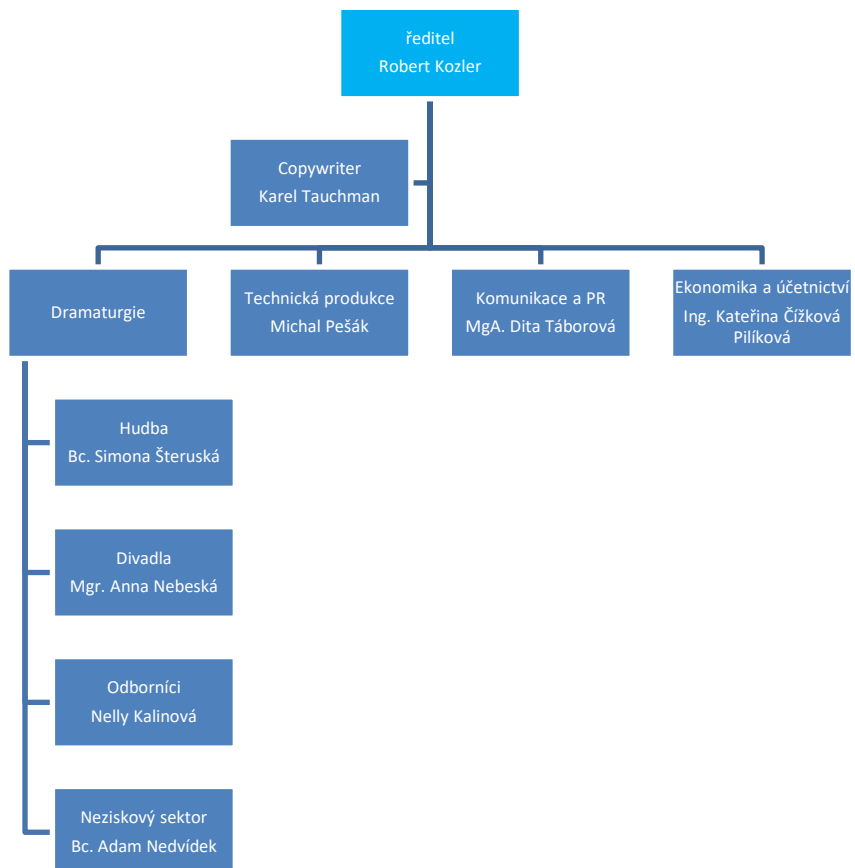 ředitel
Robert Kozler
Copywriter
Karel Tauchman
Dramaturgie
Technická produkce
Michal Pešák
Komunikace a PR
MgA. Dita Táborová
Ekonomika a účetnictví
Ing. Kateřina Čížková
Pilíková
Hudba
Bc. Simona Šteruská
Divadla
Mgr. Anna Nebeská
Odborníci
Nelly Kalinová
Neziskový sektor
Bc. Adam Nedvídek